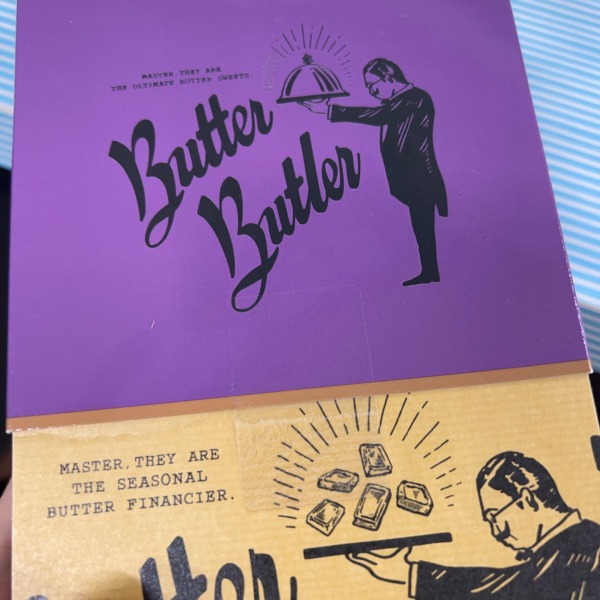 MASTER, THEY ARE
THE ULTIMATE BUTTER SWEETS.
Butter
Butler
MASTER, THEY ARE
THE SEASONAL
BUTTER FINANCIER.